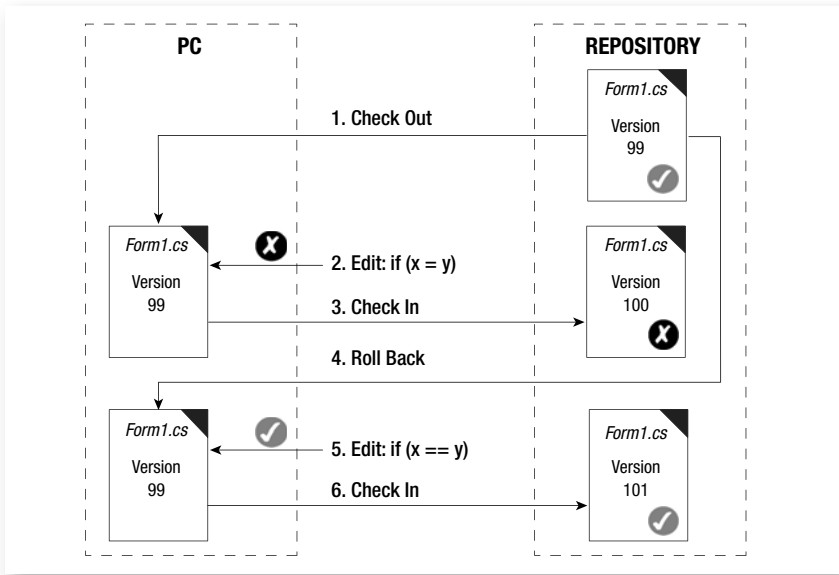 PC
REPOSITORY
Form1.cs
Version
99
1. Check Out
Form1.cs
Version
99
2. Edit: if (x = y)
3. Check In
Form1.cs
Version
100
4. Roll Back
Form1.cs
Version
99
5. Edit: if (x == y)
6. Check In
Form1.cs
Version
101